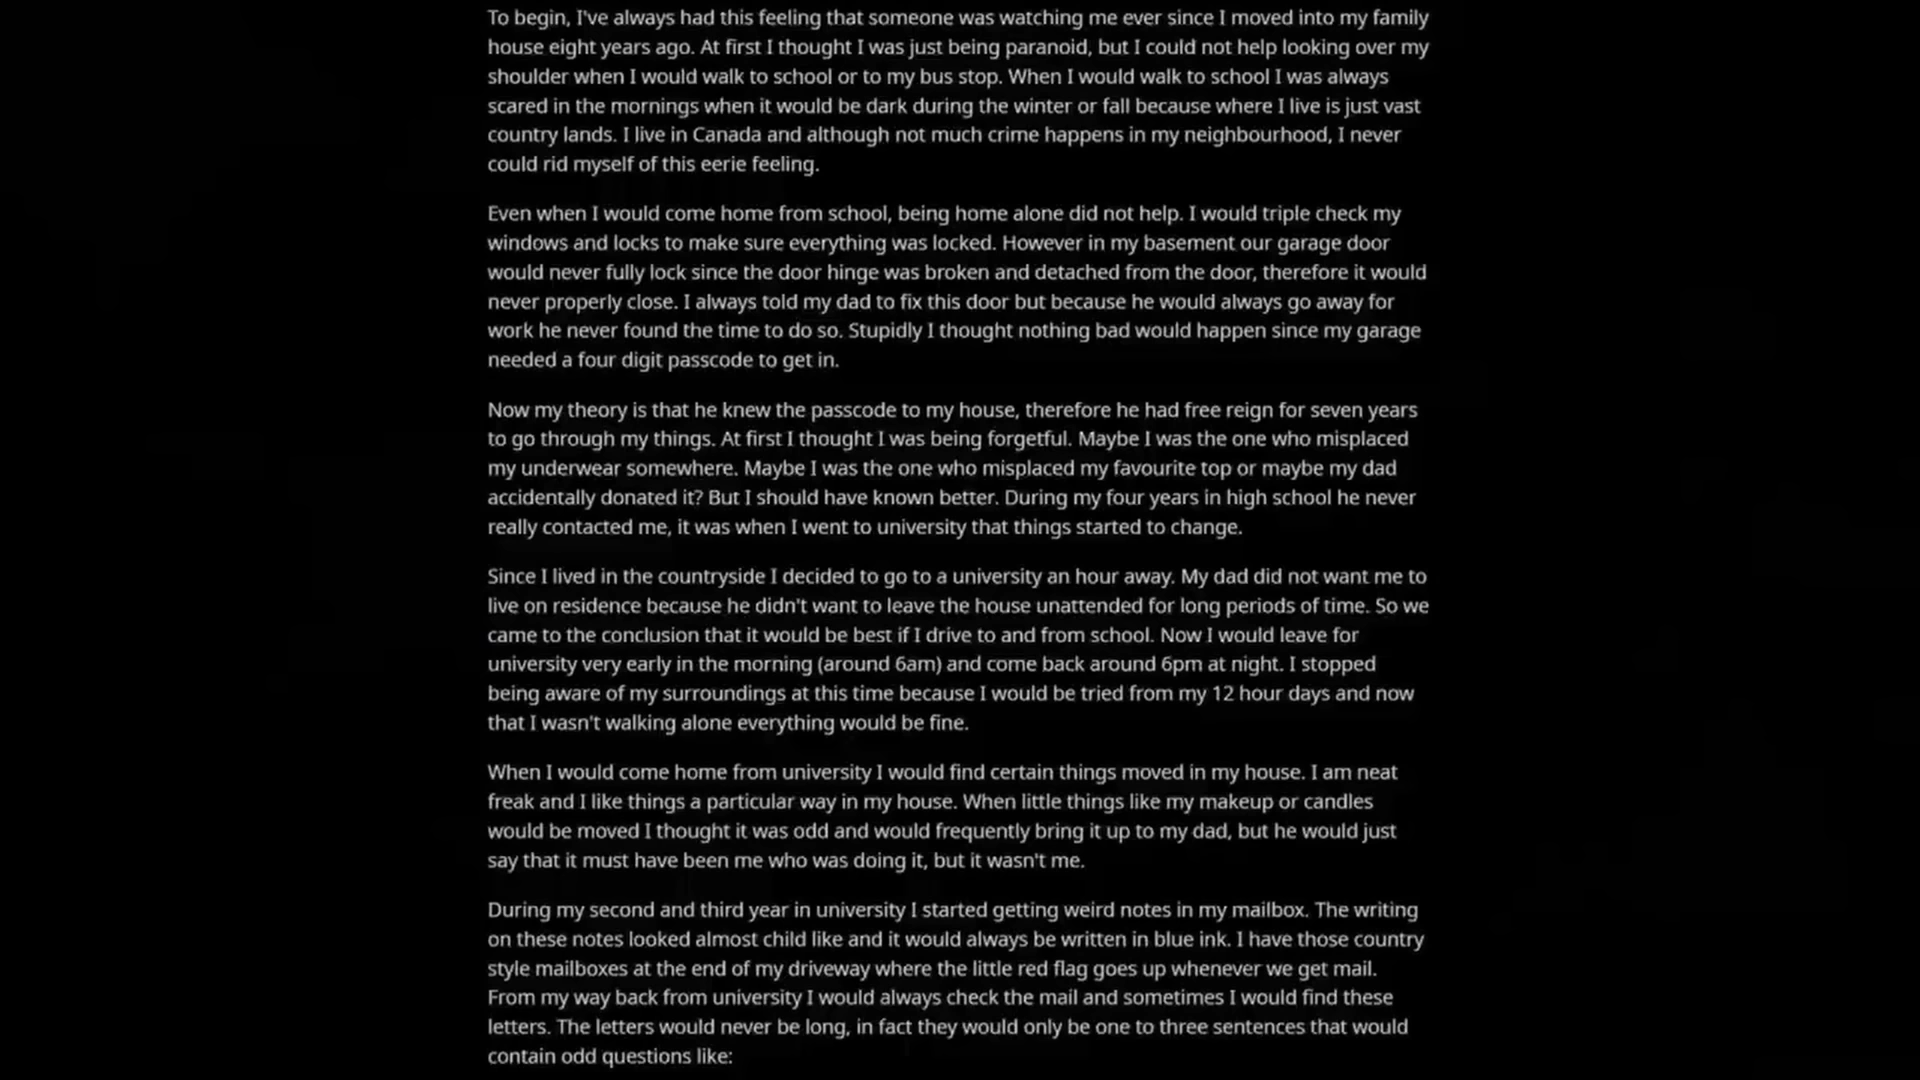 To begin, I've always had this feeling that someone was watching me ever since I moved into my family
house eight years ago. At first I thought I was just being paranoid, but I could not help looking over my
shoulder when I would walk to school or to my bus stop. When I would walk to school I was always
scared in the mornings when it would be dark during the winter or fall because where I live is just vast
country lands. I live in Canada and although not much crime happens in my neighbourhood, I never
could rid myself of this eerie feeling.
Even when I would come home from school, being home alone did not help. I would triple check my
windows and locks to make sure everything was locked. However in my basement our garage door
would never fully lock since the door hinge was broken and detached from the door, therefore it would
never properly close. I always told my dad to fix this door but because he would always go away for
work he never found the time to do so. Stupidly I thought nothing bad would happen since my garage
needed a four digit passcode to get in.
Now my theory is that he knew the passcode to my house, therefore he had free reign for seven years
to go through my things. At first I thought I was being forgetful. Maybe I was the one who misplaced
my underwear somewhere. Maybe I was the one who misplaced my favourite top or maybe my dad
accidentally donated it? But I should have known better. During my four years in high school he never
really contacted me, it was when I went to university that things started to change.
Since I lived in the countryside I decided to go to a university an hour away. My dad did not want me to
live on residence because he didn't want to leave the house unattended for long periods of time. So we
came to the conclusion that it would be best if I drive to and from school. Now I would leave for
university very early in the morning (around 6am) and come back around 6pm at night. I stopped
being aware of my surroundings at this time because I would be tried from my 12 hour days and now
that I wasn't walking alone everything would be fine.
When I would come home from university I would find certain things moved in my house. I am neat
freak and I like things a particular way in my house. When little things like my makeup or candles
would be moved I thought it was odd and would frequently bring it up to my dad, but he would just
say that it must have been me who was doing it, but it wasn't me.
During my second and third year in university I started getting weird notes in my mailbox. The writing
on these notes looked almost child like and it would always be written in blue ink. I have those country
style mailboxes at the end of my driveway where the little red flag goes up whenever we get mail.
From my way back from university I would always check the mail and sometimes I would find these
letters. The letters would never be long, in fact they would only be one to three sentences that would
contain odd questions like: